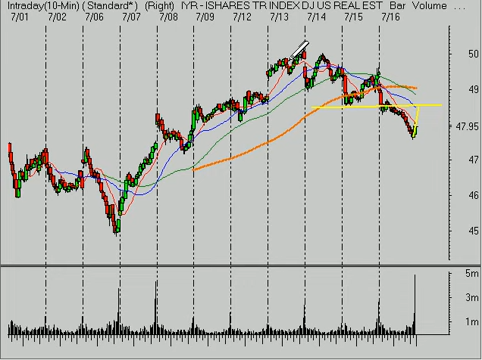 Intraday(10-Min) ( Standard* ) (Right) IYR - ISHARES TR INDEX DJ US REAL EST Bar Volume ...
7/01 7/02 7/06 7/07 7/08 7/09 7/12 7/13 7/14 7/15 7/16
50
49
47.95
47
46
45
5m
3m
1m